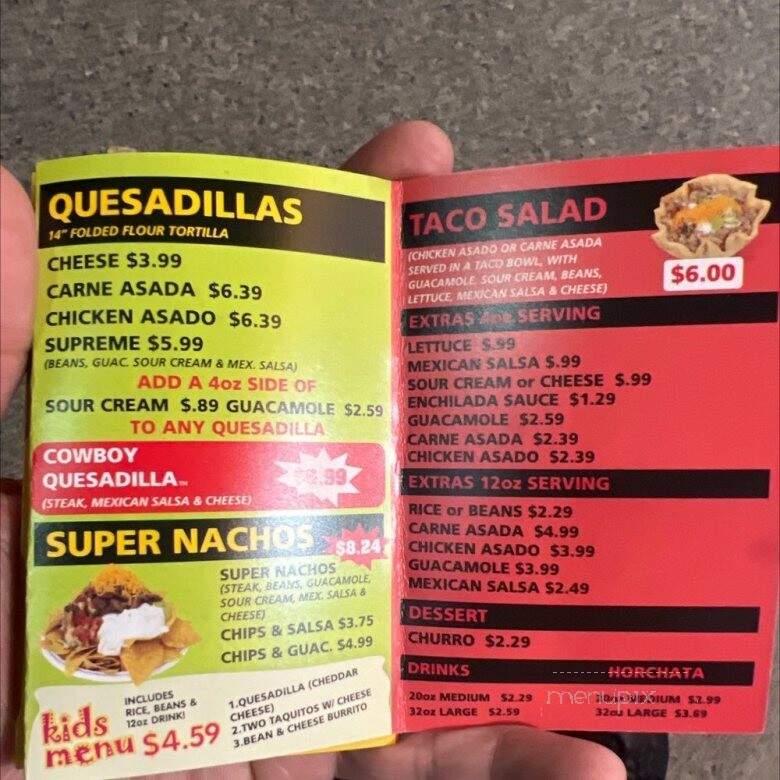 QUESADILLAS
14" FOLDED FLOUR TORTILLA
CHEESE $3.99
CARNE ASADA $6.39
CHICKEN ASADO $6.39
SUPREME $5.99
(BEANS, GUAC. SOUR CREAM & MEX. SALSA)
ADD A 4oz SIDE OF
SOUR CREAM $.89 GUACAMOLE $2.59
TO ANY QUESADILLA
COWBOY
QUESADILLA™
(STEAK, MEXICAN SALSA & CHEESE)
SUPER NACHOS $8.24
SUPER NACHOS
(STEAK, BEANS, GUACAMOLE,
SOUR CREAM, MEX. SALSA &
CHEESE)
CHIPS & SALSA $3.75
CHIPS & GUAC. $4.99
kids
menu $4.59
INCLUDES
RICE, BEANS &
12oz DRINK!
1.QUESADILLA (CHEDDAR
CHEESE)
2.TWO TAQUITOS W/ CHEESE
3.BEAN & CHEESE BURRITO
TACO SALAD
(CHICKEN ASADO OR CARNE ASADA
SERVED IN A TACO BOWL, WITH
GUACAMOLE, SOUR CREAM, BEANS,
LETTUCE, MEXICAN SALSA & CHEESE)
$6.00
EXTRAS 4oz SERVING
LETTUCE $.99
MEXICAN SALSA $.99
SOUR CREAM or CHEESE $.99
ENCHILADA SAUCE $1.29
GUACAMOLE $2.59
CARNE ASADA $2.39
CHICKEN ASADO $2.39
EXTRAS 12oz SERVING
RICE or BEANS $2.29
CARNE ASADA $4.99
CHICKEN ASADO $3.99
GUACAMOLE $3.99
MEXICAN SALSA $2.49
DESSERT
CHURRO $2.29
DRINKS
20oz MEDIUM $2.29
32oz LARGE $2.59
HORCHATA
20oz MEDIUM $2.99
32oz LARGE $3.69
menupix